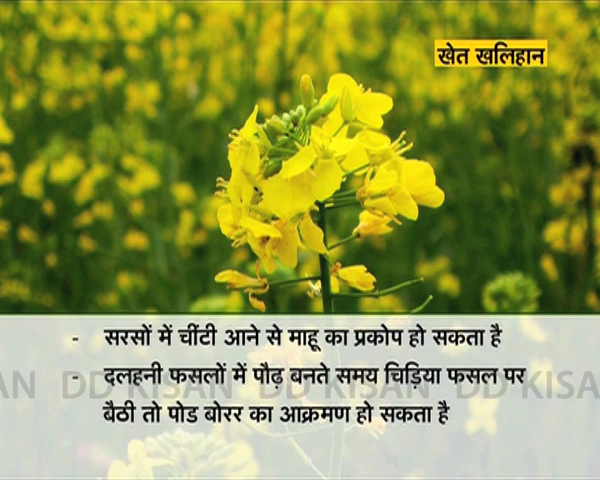 खेत खलिहान
- सरसों में चींटी आने से माहू का प्रकोप हो सकता है
- दलहनी फसलों में पौढ़ बनते समय चिड़िया फसल पर
बैठी तो पोड बोरर का आक्रमण हो सकता है
DD KISAN DD KISAN DD KISAN